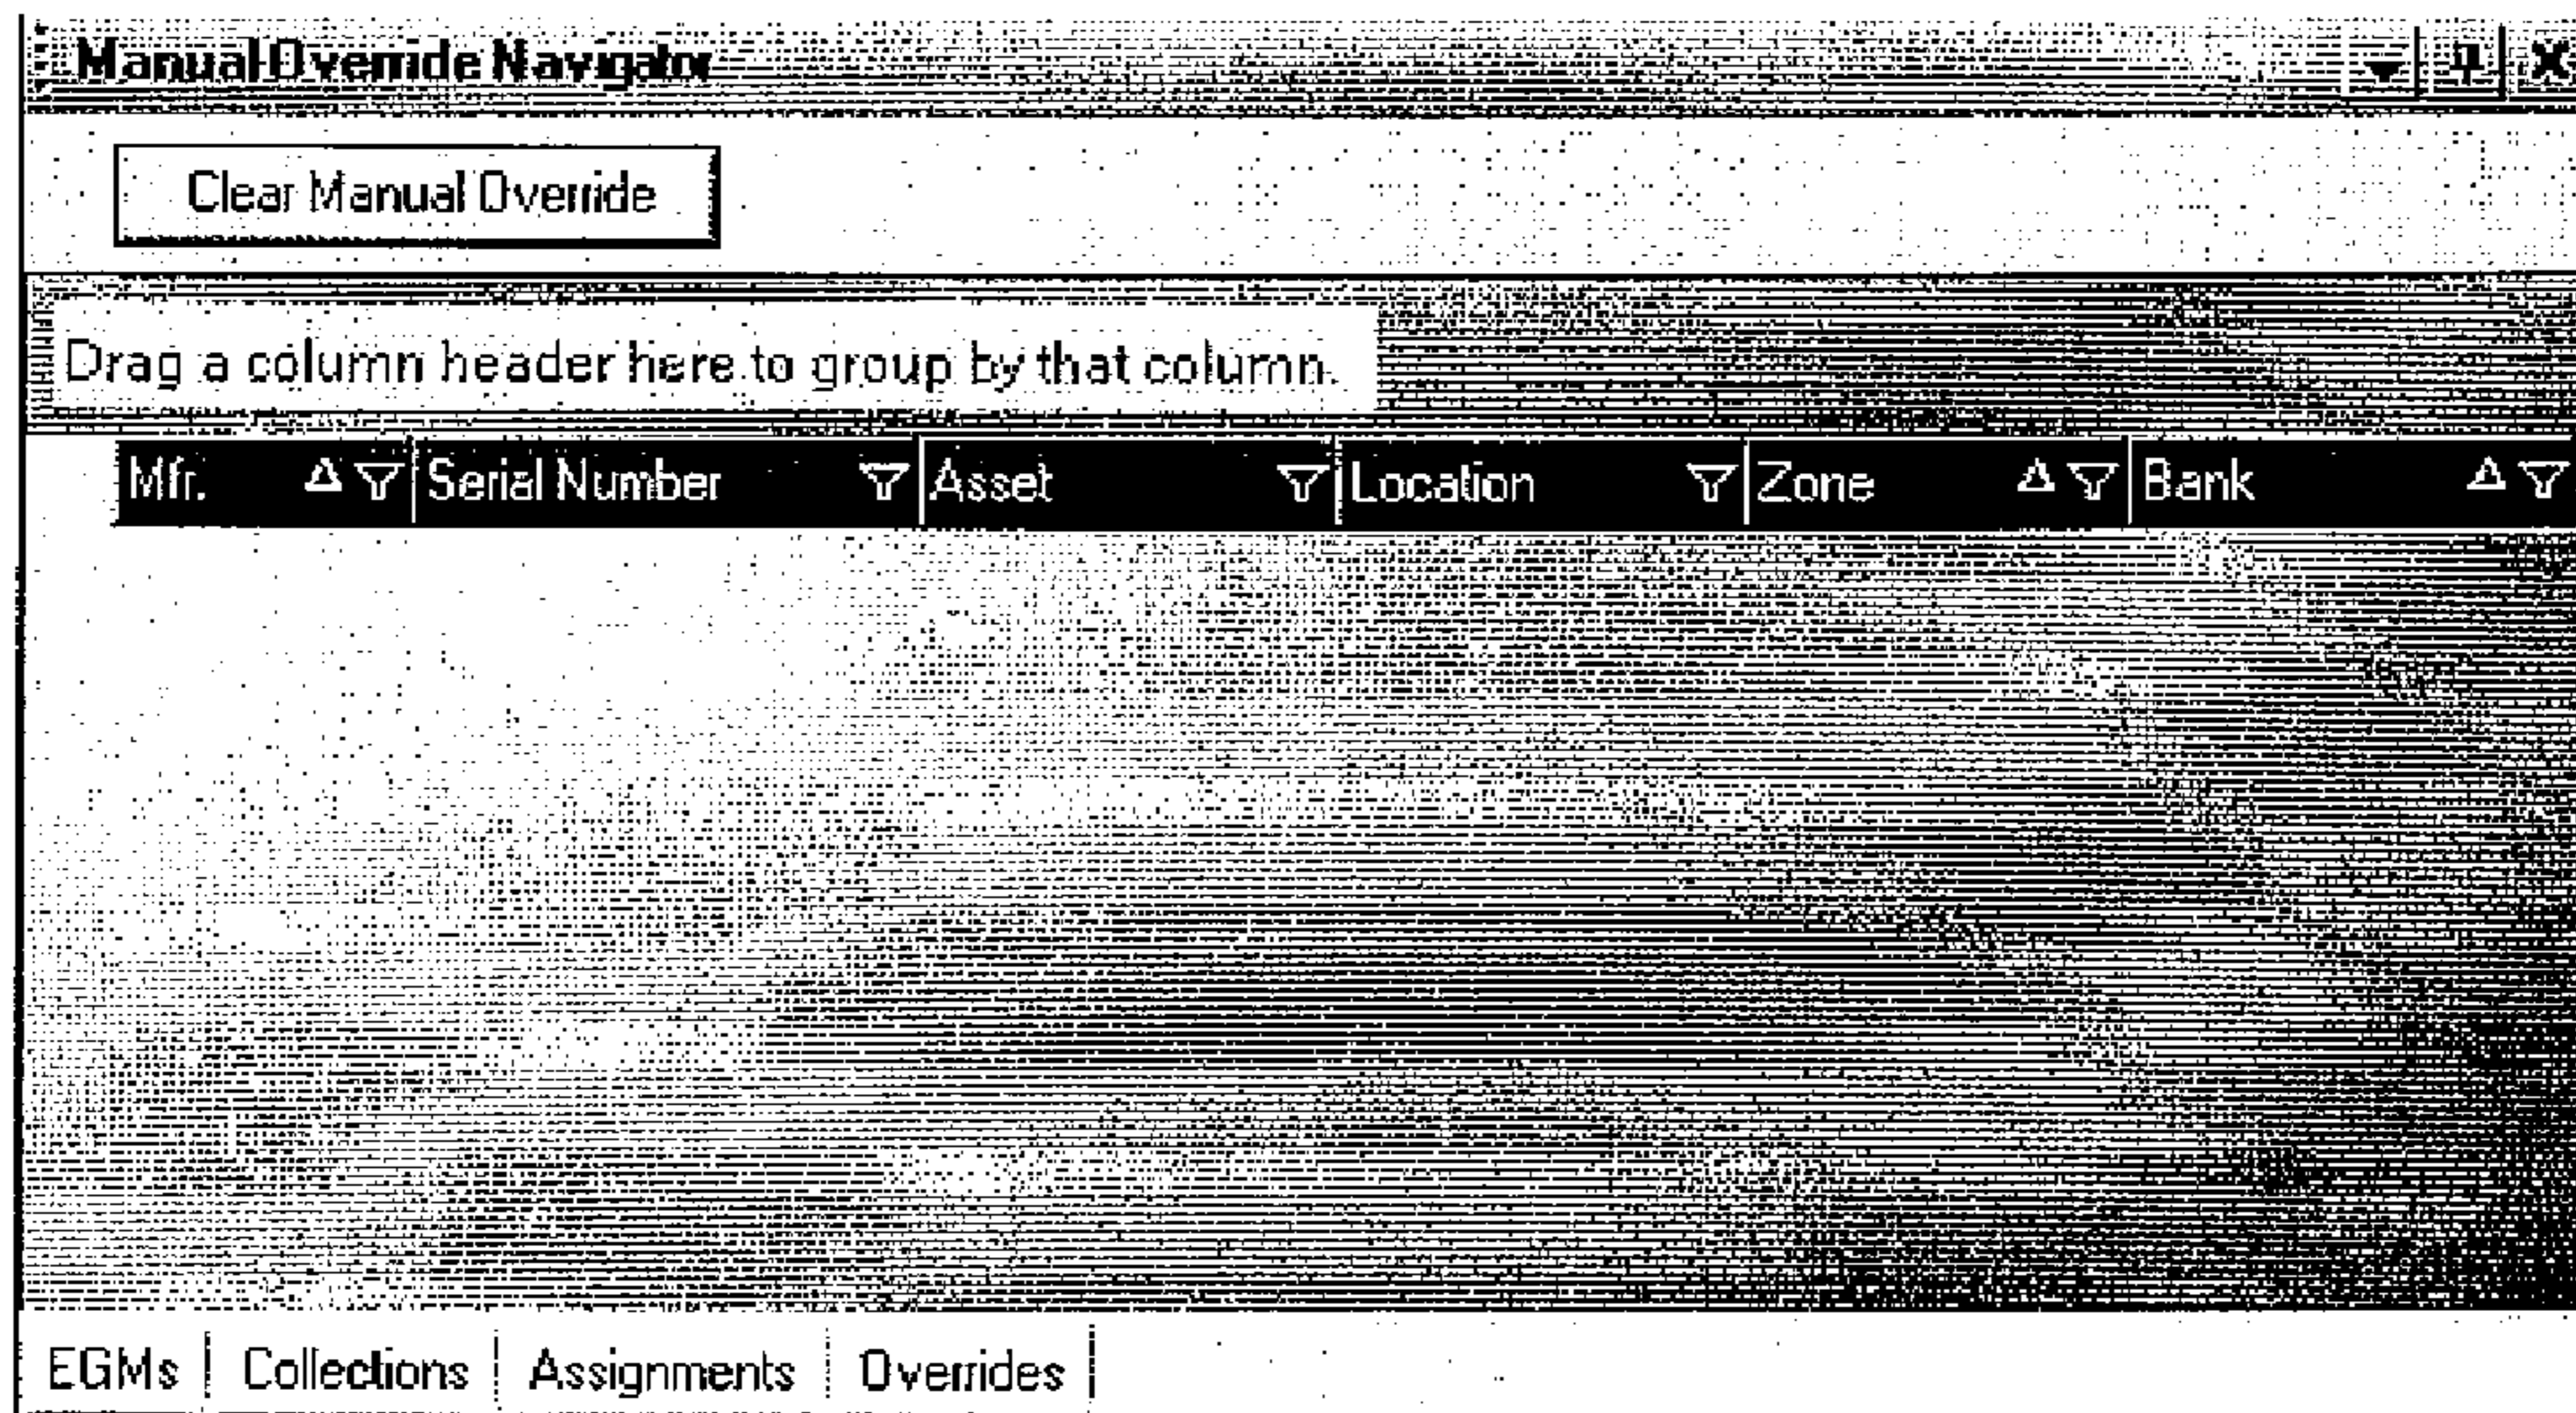 Manual Override Navigator
Clear Manual Override
Drag a column header here to group by that column.
Mfr. Serial Number Asset Location Zone Bank
EGMs Collections Assignments Overrides